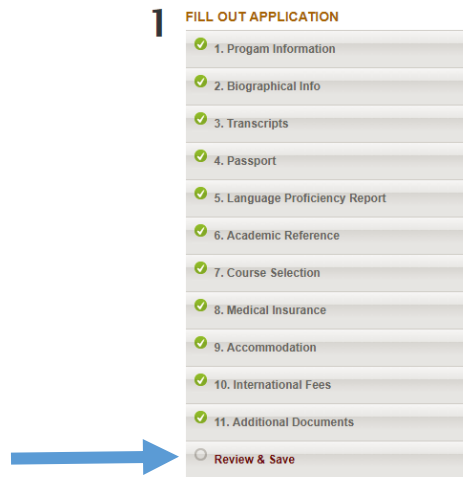 1 FILL OUT APPLICATION
1. Progam Information
2. Biographical Info
3. Transcripts
4. Passport
5. Language Proficiency Report
6. Academic Reference
7. Course Selection
8. Medical Insurance
9. Accommodation
10. International Fees
11. Additional Documents
Review & Save